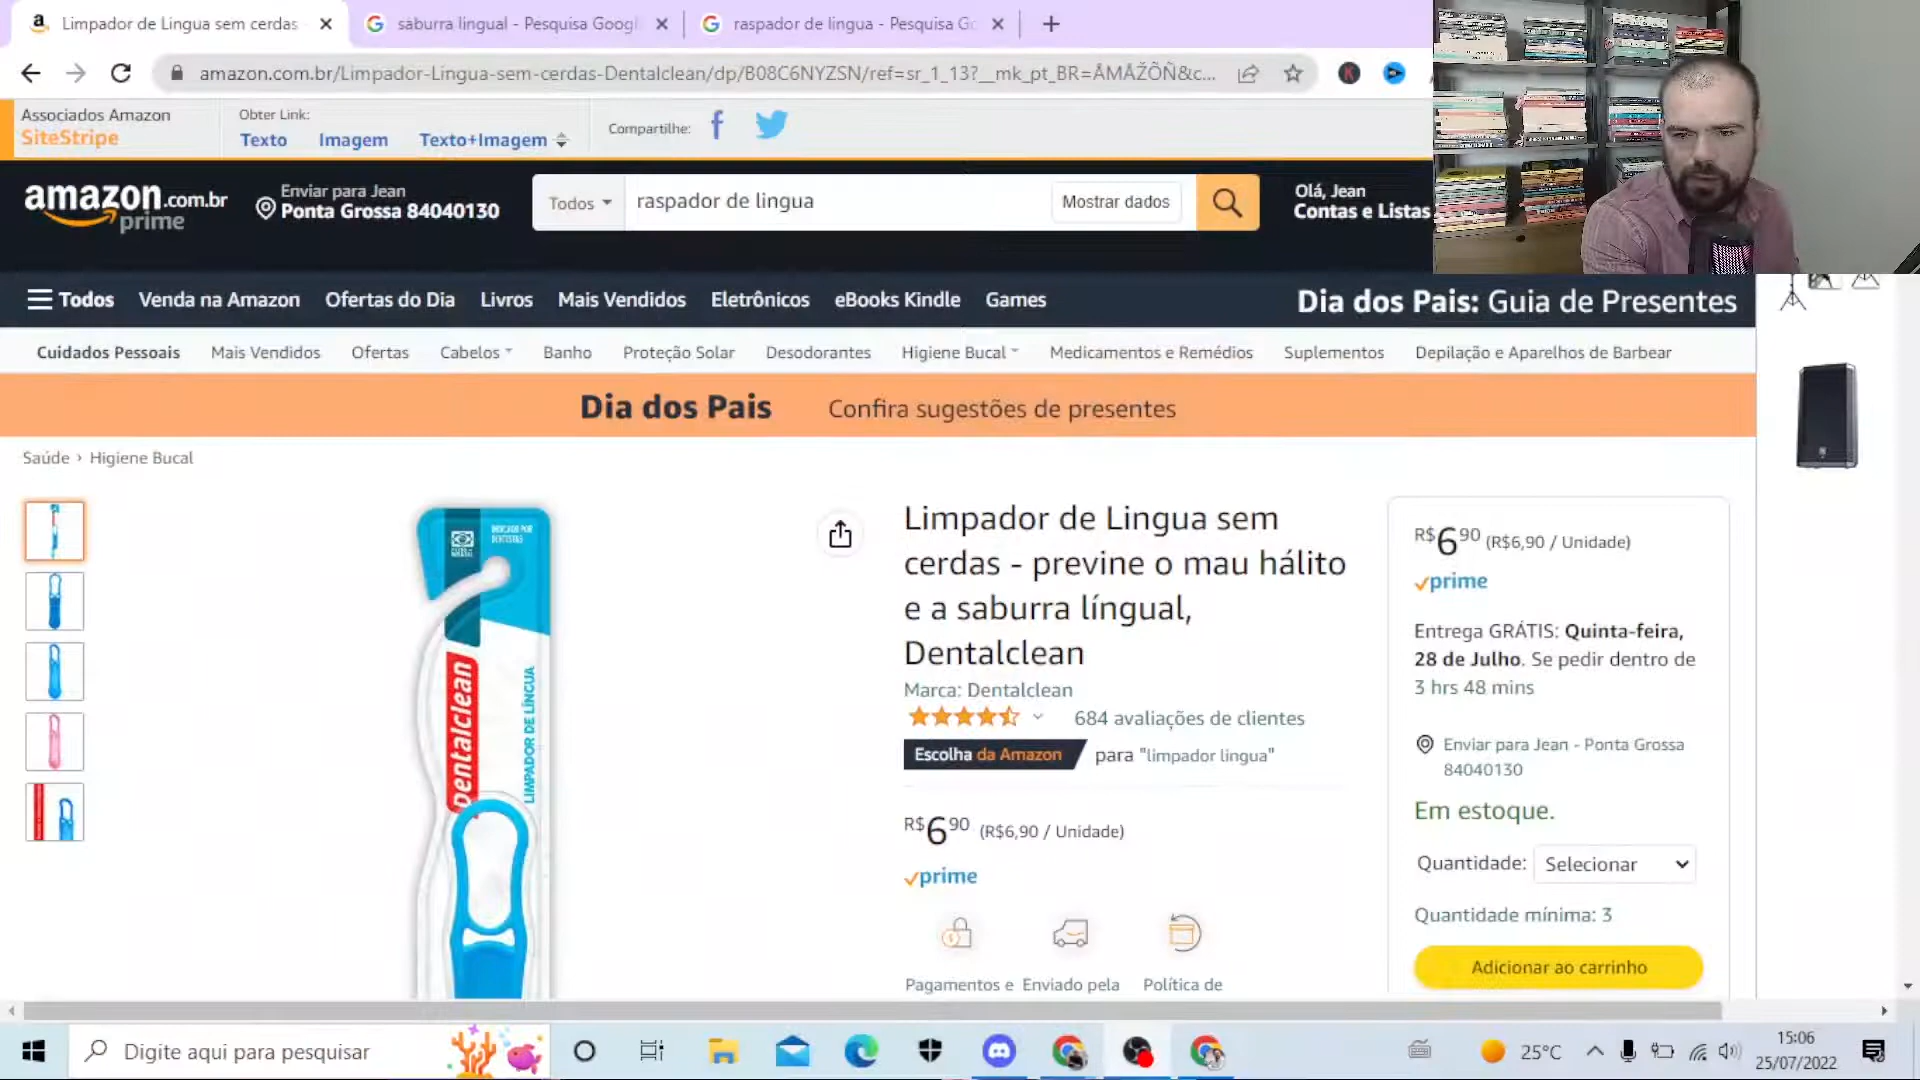 Limpador de Lingua sem cerdas
saburra lingual - Pesquisa Googl
raspador de lingua - Pesquisa Go
amazon.com.br/Limpador-Lingua-sem-cerdas-Dentalclean/dp/B08C6NYZSN/ref=sr_1_13?__mk_pt_BR=ÅMÅŽÕÑ&c...
Associados Amazon
SiteStripe
Obter Link:
Texto Imagem Texto+Imagem
Compartilhe:
amazon.com.br
prime
Enviar para Jean
Ponta Grossa 84040130
Todos
raspador de lingua
Mostrar dados
Olá, Jean
Contas e Listas
Todos Venda na Amazon Ofertas do Dia Livros Mais Vendidos Eletrônicos eBooks Kindle Games
Dia dos Pais: Guia de Presentes
Cuidados Pessoais Mais Vendidos Ofertas Cabelos Banho Proteção Solar Desodorantes Higiene Bucal Medicamentos e Remédios Suplementos Depilação e Aparelhos de Barbear
Dia dos Pais Confira sugestões de presentes
Saúde › Higiene Bucal
INDICADO POR
DENTISTAS
Dentalclean
LIMPADOR DE LÍNGUA
Limpador de Lingua sem
cerdas - previne o mau hálito
e a saburra língual,
Dentalclean
Marca: Dentalclean
684 avaliações de clientes
Escolha da Amazon para "limpador lingua"
R$690 (R$6,90 / Unidade)
prime
Pagamentos e Enviado pela Política de
R$690 (R$6,90 / Unidade)
prime
Entrega GRÁTIS: Quinta-feira,
28 de Julho. Se pedir dentro de
3 hrs 48 mins
Enviar para Jean - Ponta Grossa
84040130
Em estoque.
Quantidade: Selecionar
Quantidade mínima: 3
Adicionar ao carrinho
Digite aqui para pesquisar
25°C
15:06
25/07/2022